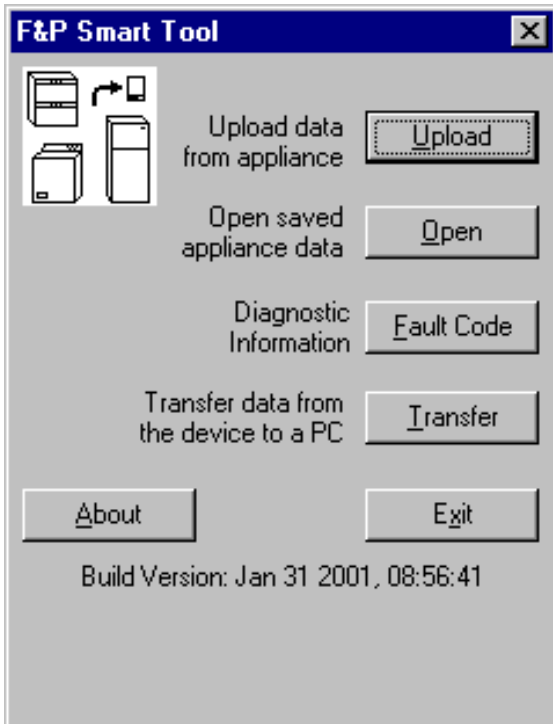 F&P Smart Tool
Upload data
from appliance
Upload
Open saved
appliance data
Open
Diagnostic
Information
Fault Code
Transfer data from
the device to a PC
Transfer
About
Exit
Build Version: Jan 31 2001, 08:56:41